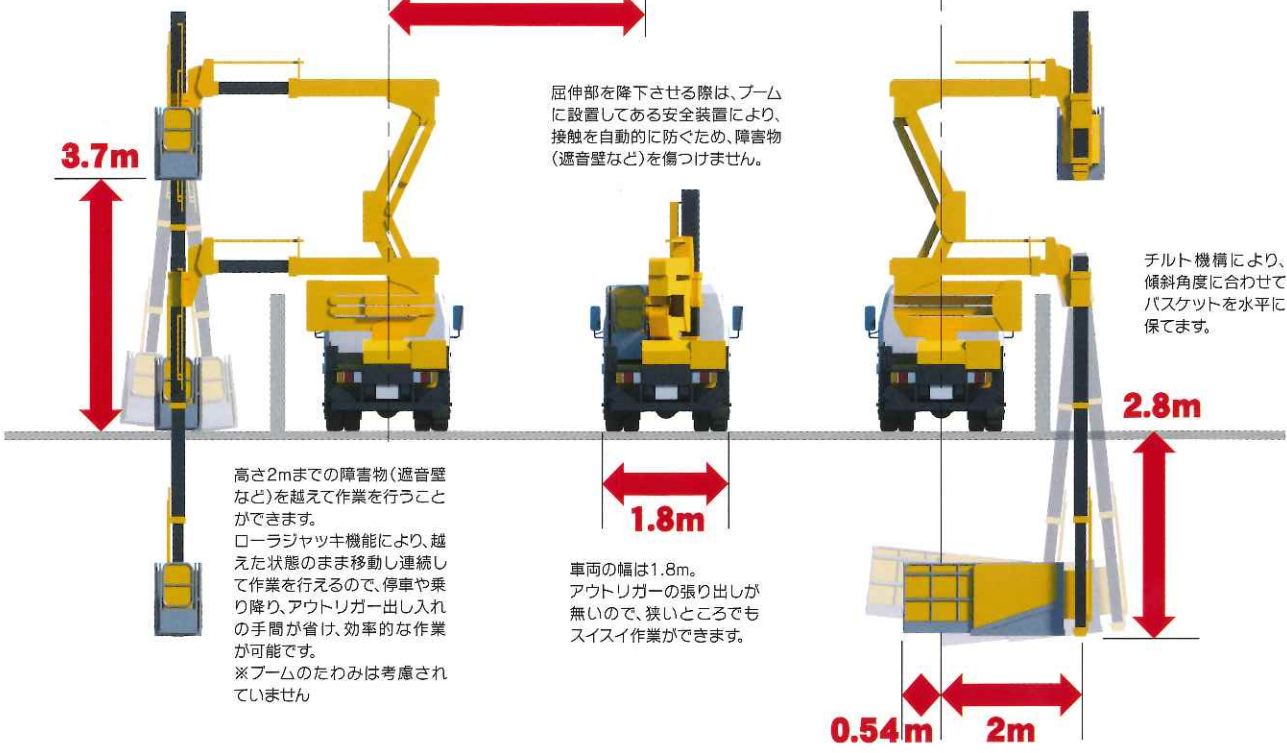 屈伸部を降下させる際は、ブーム
に設置してある安全装置により、
接触を自動的に防ぐため、障害物
(遮音壁など)を傷つけません。
3.7m
チルト機構により、
傾斜角度に合わせて
バスケットを水平に
保てます。
2.8m
高さ2mまでの障害物(遮音壁
など)を越えて作業を行うこと
ができます。
ローラジャッキ機能により、越
えた状態のまま移動し連続し
て作業を行えるので、停車や乗
り降り、アウトリガー出し入れ
の手間が省け、効率的な作業
が可能です。
※ブームのたわみは考慮され
ていません
1.8m
車両の幅は1.8m。
アウトリガーの張り出しが
無いので、狭いところでも
スイスイ作業ができます。
0.54m
2m